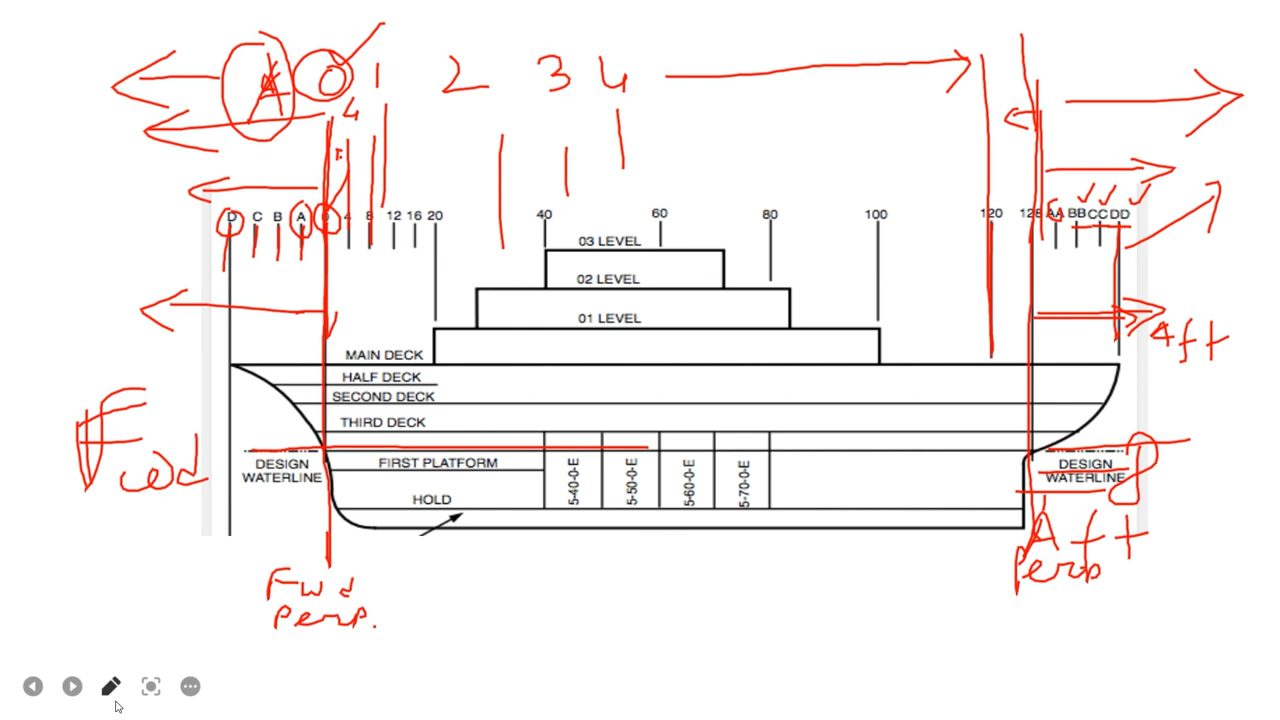 A 0 1 2 3 4
4
D C B A 0 4 8 12 16 20 40 60 80 100 120 128 AA BB CC DD
03 LEVEL
02 LEVEL
01 LEVEL
Aft
MAIN DECK
HALF DECK
SECOND DECK
THIRD DECK
Fwd
DESIGN
WATERLINE
FIRST PLATFORM
HOLD
5-40-0-E
5-50-0-E
5-60-0-E
5-70-0-E
DESIGN
WATERLINE
Fwd
Perp.
Aft
Perp